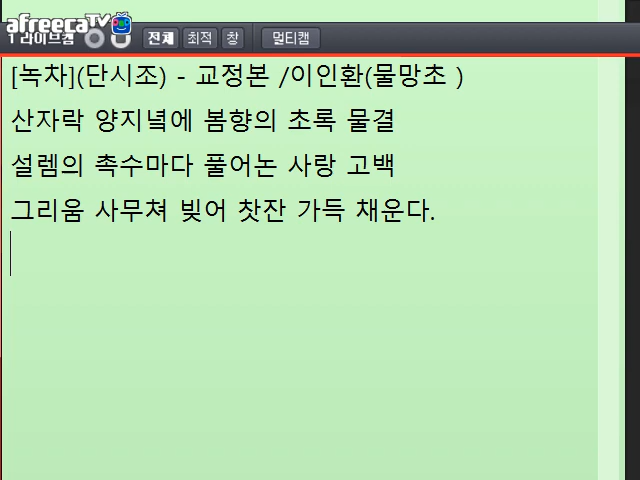 afreecaTV
1 라이브캠 전체 최적 창 멀티캠
[녹차](단시조) - 교정본 /이인환(물망초 )
산자락 양지녘에 봄향의 초록 물결
설렘의 촉수마다 풀어논 사랑 고백
그리움 사무쳐 빚어 찻잔 가득 채운다.